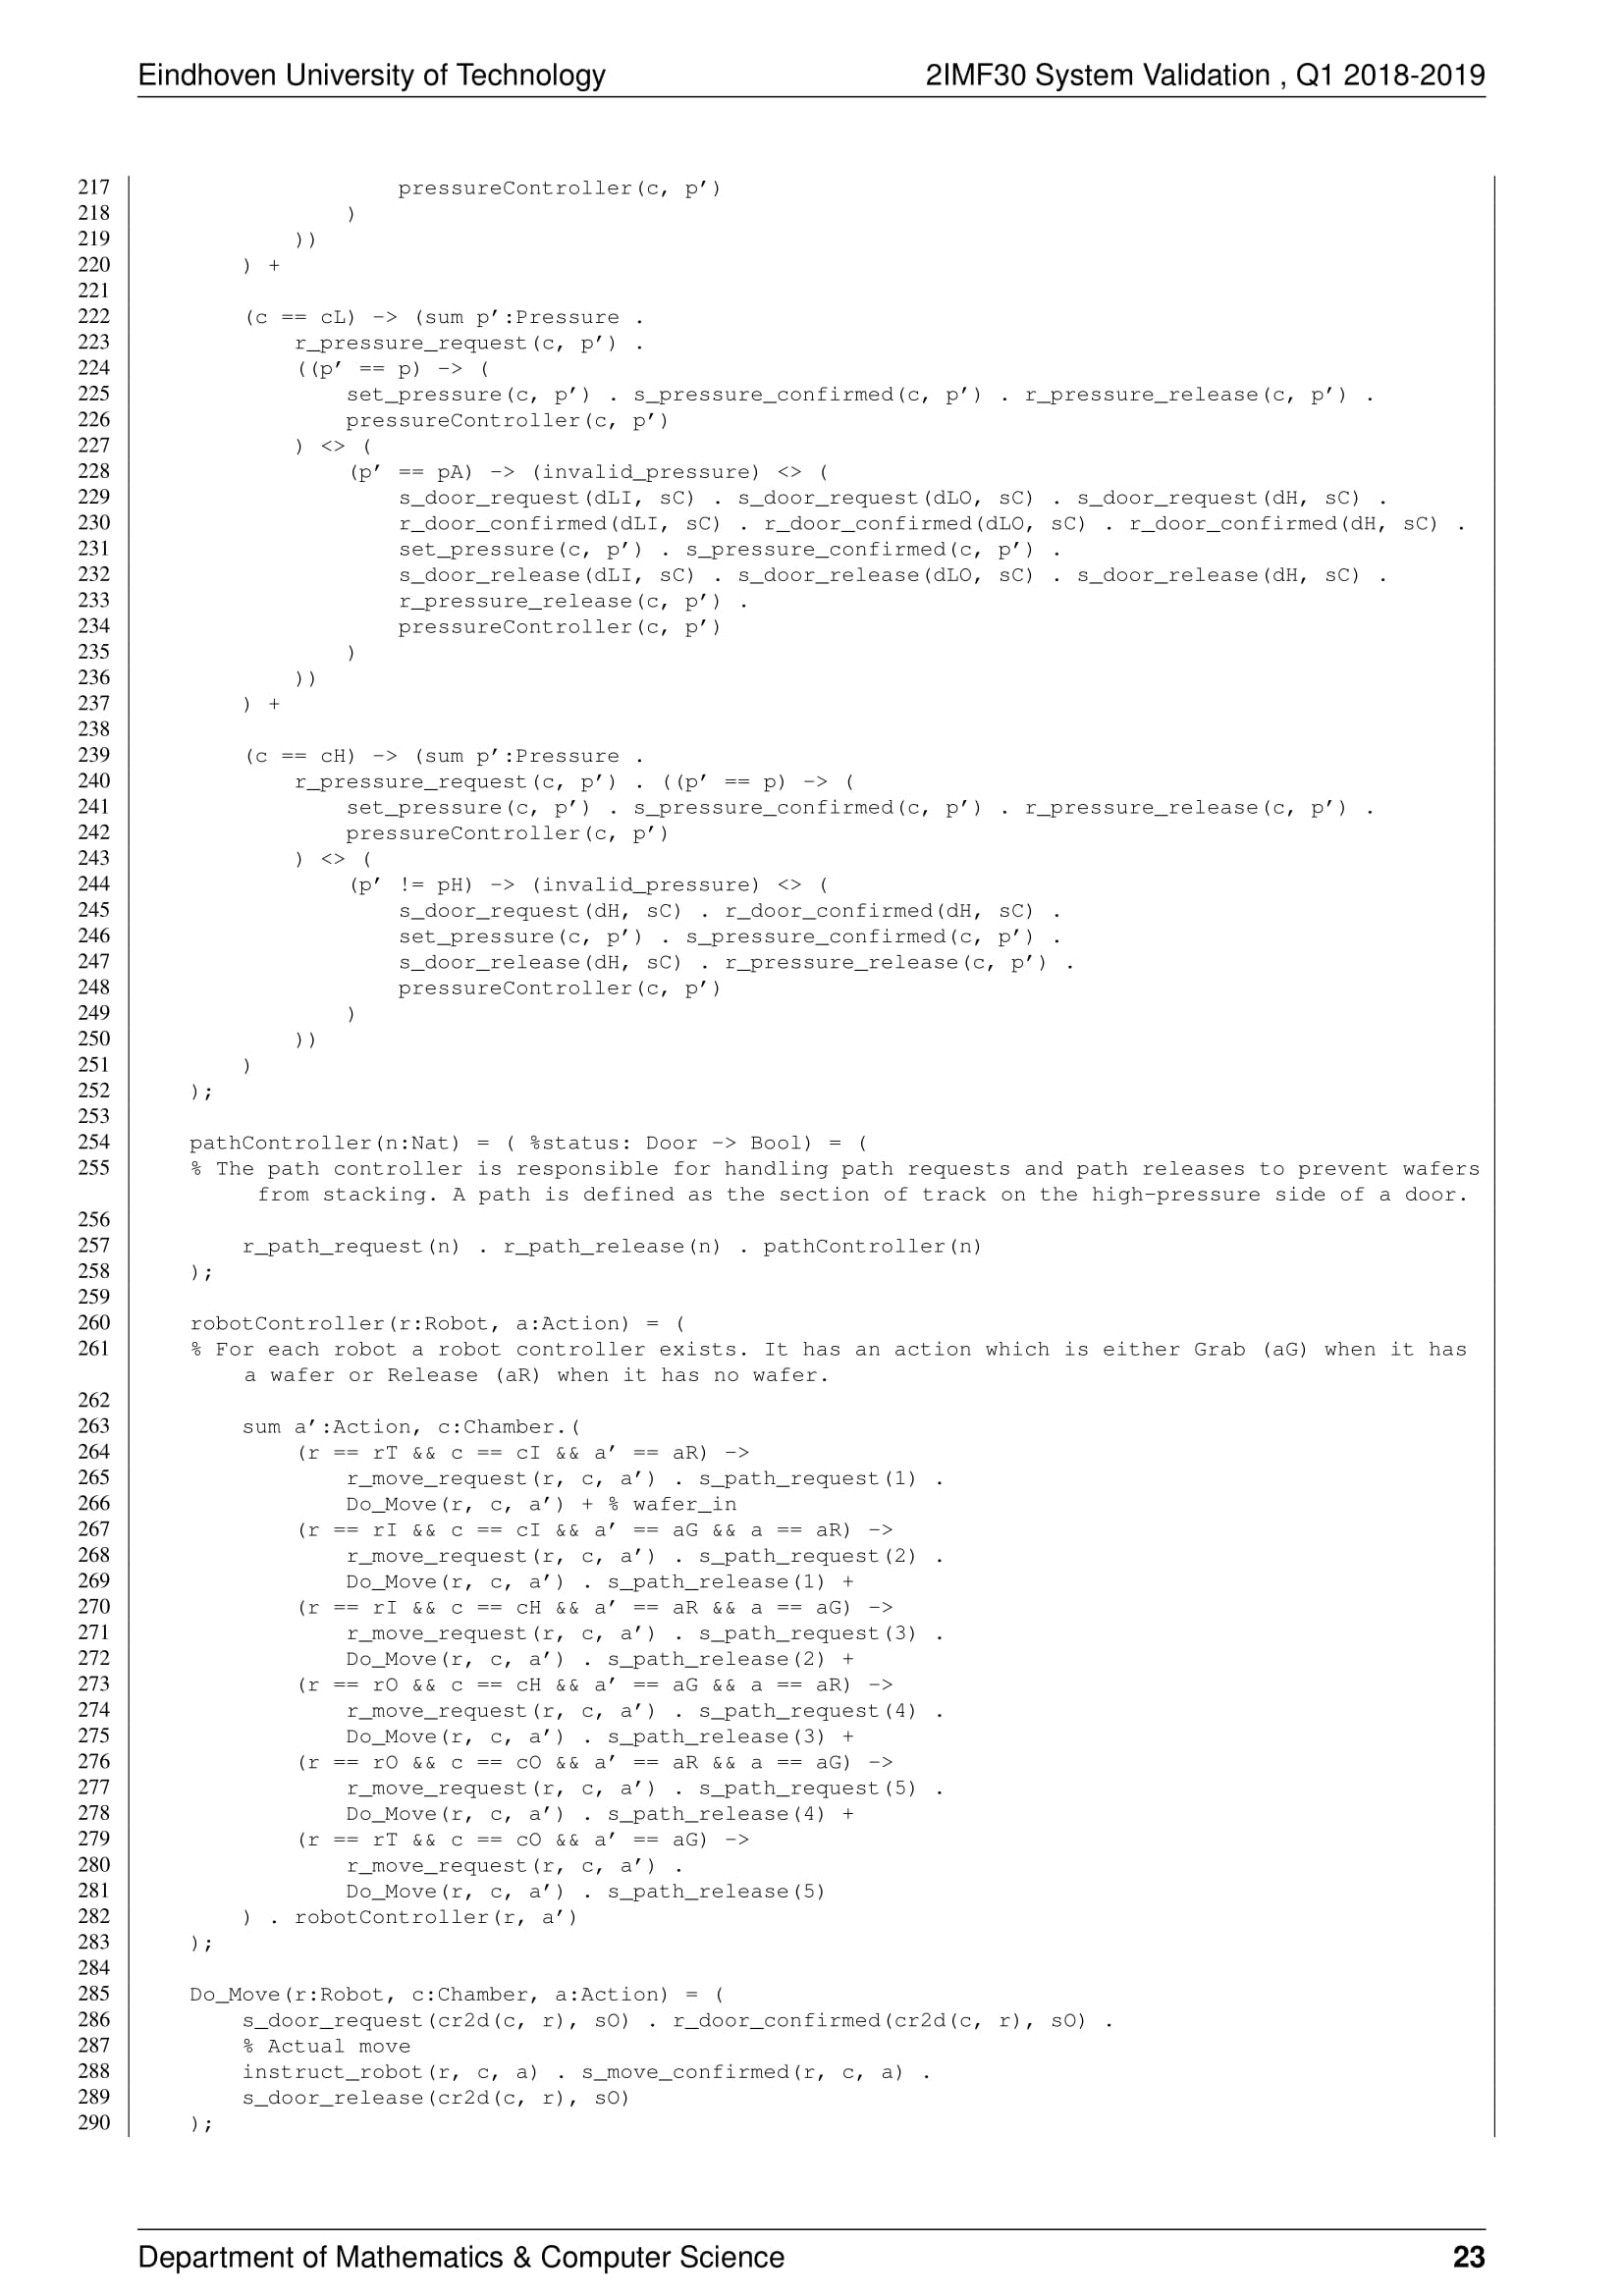 Eindhoven University of Technology 2IMF30 System Validation , Q1 2018-2019
217 pressureController(c, p’)
218 )
219 ))
220 ) +
221
222 (c == cL) -> (sum p’:Pressure .
223 r_pressure_request(c, p’) .
224 ((p’ == p) -> (
225 set_pressure(c, p’) . s_pressure_confirmed(c, p’) . r_pressure_release(c, p’) .
226 pressureController(c, p’)
227 ) <> (
228 (p’ == pA) -> (invalid_pressure) <> (
229 s_door_request(dLI, sC) . s_door_request(dLO, sC) . s_door_request(dH, sC) .
230 r_door_confirmed(dLI, sC) . r_door_confirmed(dLO, sC) . r_door_confirmed(dH, sC) .
231 set_pressure(c, p’) . s_pressure_confirmed(c, p’) .
232 s_door_release(dLI, sC) . s_door_release(dLO, sC) . s_door_release(dH, sC) .
233 r_pressure_release(c, p’) .
234 pressureController(c, p’)
235 )
236 ))
237 ) +
238
239 (c == cH) -> (sum p’:Pressure .
240 r_pressure_request(c, p’) . ((p’ == p) -> (
241 set_pressure(c, p’) . s_pressure_confirmed(c, p’) . r_pressure_release(c, p’) .
242 pressureController(c, p’)
243 ) <> (
244 (p’ != pH) -> (invalid_pressure) <> (
245 s_door_request(dH, sC) . r_door_confirmed(dH, sC) .
246 set_pressure(c, p’) . s_pressure_confirmed(c, p’) .
247 s_door_release(dH, sC) . r_pressure_release(c, p’) .
248 pressureController(c, p’)
249 )
250 ))
251 )
252 );
253
254 pathController(n:Nat) = ( %status: Door -> Bool) = (
255 % The path controller is responsible for handling path requests and path releases to prevent wafers
from stacking. A path is defined as the section of track on the high-pressure side of a door.
256
257 r_path_request(n) . r_path_release(n) . pathController(n)
258 );
259
260 robotController(r:Robot, a:Action) = (
261 % For each robot a robot controller exists. It has an action which is either Grab (aG) when it has
a wafer or Release (aR) when it has no wafer.
262
263 sum a’:Action, c:Chamber.(
264 (r == rT && c == cI && a’ == aR) ->
265 r_move_request(r, c, a’) . s_path_request(1) .
266 Do_Move(r, c, a’) + % wafer_in
267 (r == rI && c == cI && a’ == aG && a == aR) ->
268 r_move_request(r, c, a’) . s_path_request(2) .
269 Do_Move(r, c, a’) . s_path_release(1) +
270 (r == rI && c == cH && a’ == aR && a == aG) ->
271 r_move_request(r, c, a’) . s_path_request(3) .
272 Do_Move(r, c, a’) . s_path_release(2) +
273 (r == rO && c == cH && a’ == aG && a == aR) ->
274 r_move_request(r, c, a’) . s_path_request(4) .
275 Do_Move(r, c, a’) . s_path_release(3) +
276 (r == rO && c == cO && a’ == aR && a == aG) ->
277 r_move_request(r, c, a’) . s_path_request(5) .
278 Do_Move(r, c, a’) . s_path_release(4) +
279 (r == rT && c == cO && a’ == aG) ->
280 r_move_request(r, c, a’) .
281 Do_Move(r, c, a’) . s_path_release(5)
282 ) . robotController(r, a’)
283 );
284
285 Do_Move(r:Robot, c:Chamber, a:Action) = (
286 s_door_request(cr2d(c, r), sO) . r_door_confirmed(cr2d(c, r), sO) .
287 % Actual move
288 instruct_robot(r, c, a) . s_move_confirmed(r, c, a) .
289 s_door_release(cr2d(c, r), sO)
290 );
Department of Mathematics & Computer Science 23